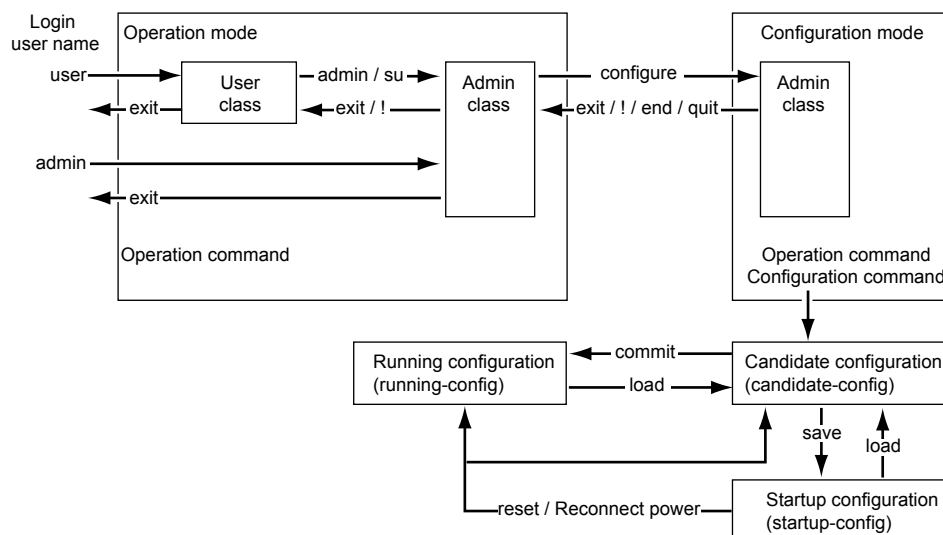 Login
user name
Operation mode
Configuration mode
user
User
class
admin / su
Admin
class
configure
Admin
class
exit
exit / !
exit / ! / end / quit
admin
exit
Operation command
Operation command
Configuration command
Running configuration
(running-config)
commit
load
Candidate configuration
(candidate-config)
save
load
reset / Reconnect power
Startup configuration
(startup-config)